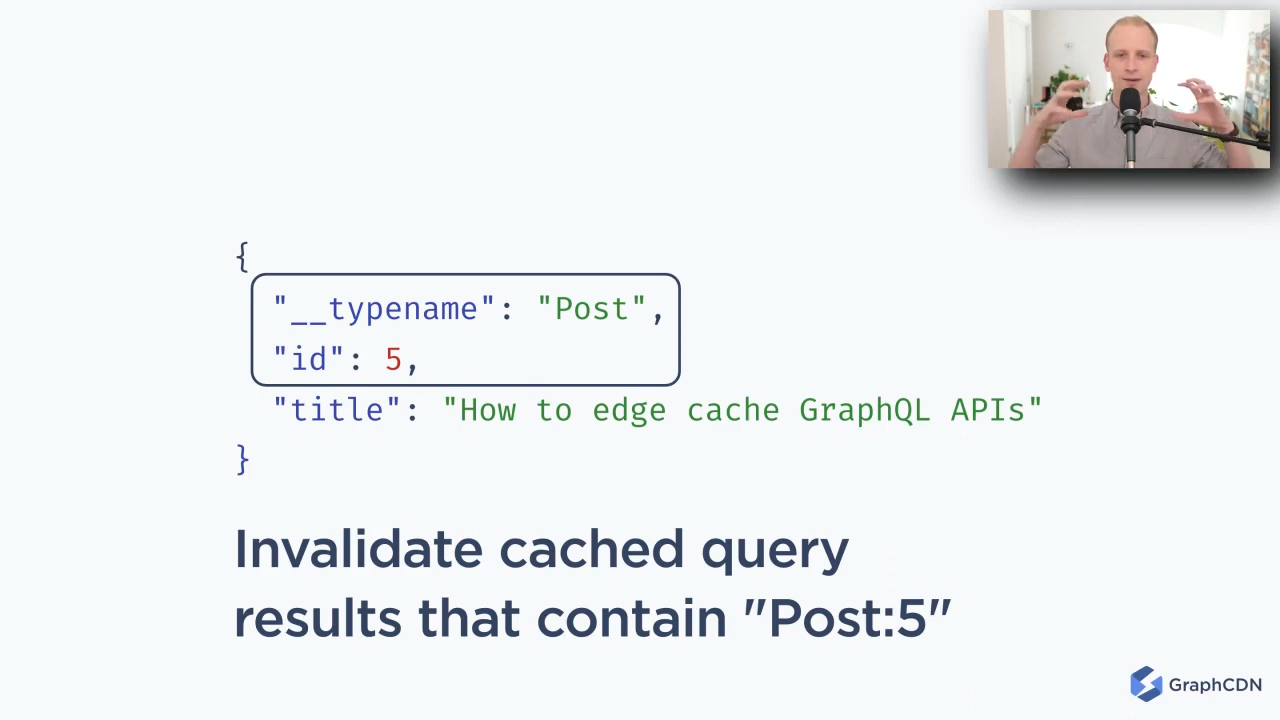 {
"__typename": "Post",
"id": 5,
"title": "How to edge cache GraphQL APIs"
}
Invalidate cached query
results that contain "Post:5"
GraphCDN